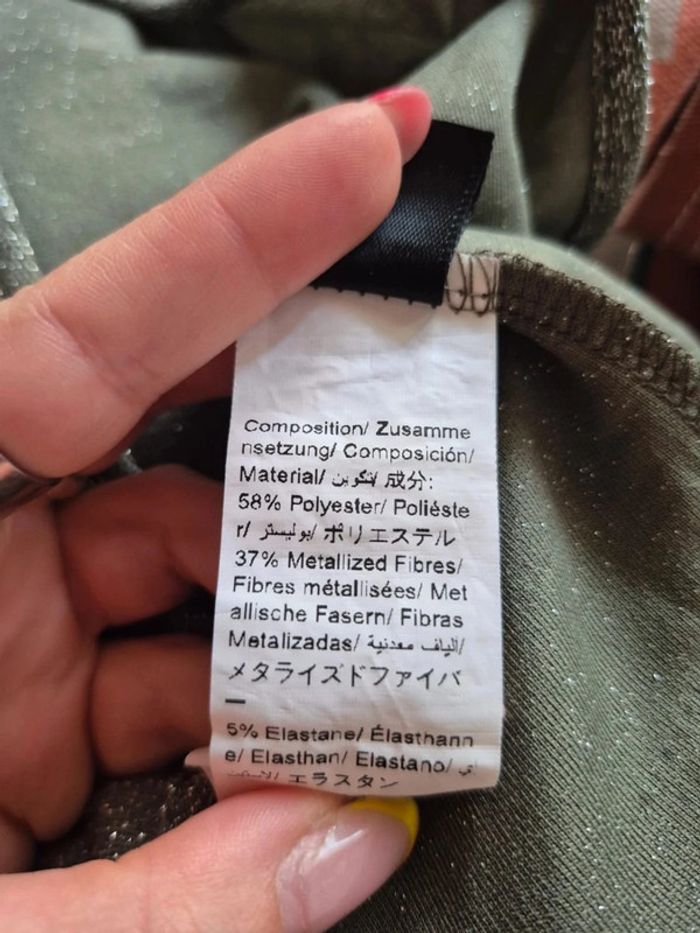 Composition/ Zusamme
nsetzung/ Composición/
Material/ تكوين/ 成分:
58% Polyester/ Poliéste
r/ بوليستر/ ポリエステル
37% Metallized Fibres/
Fibres métallisées/ Met
allische Fasern/ Fibras
Metalizadas/ ألياف معدنية/
メタライズドファイバ
ー
5% Elastane/ Élasthann
e/ Elasthan/ Elastano/
エラスタン